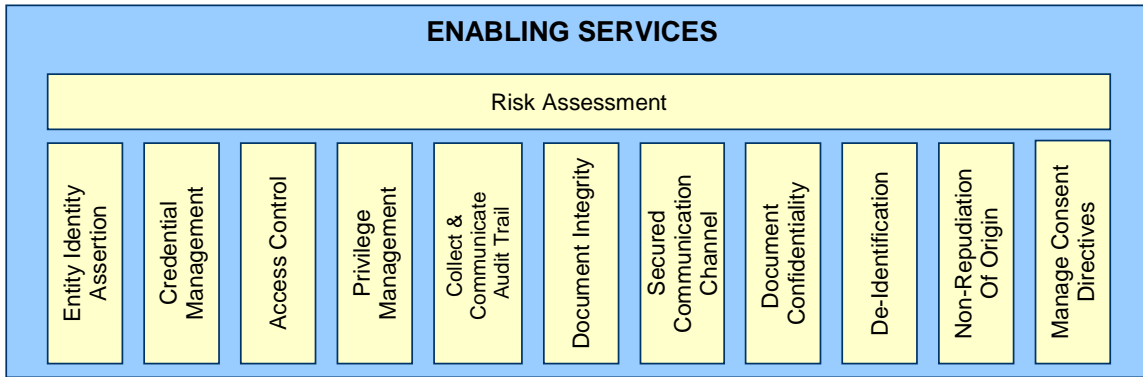 ENABLING SERVICES
Risk Assessment
Entity Identity
Assertion
Credential
Management
Access Control
Privilege
Management
Collect &
Communicate
Audit Trail
Document Integrity
Secured
Communication
Channel
Document
Confidentiality
De-Identification
Non-Repudiation
Of Origin
Manage Consent
Directives